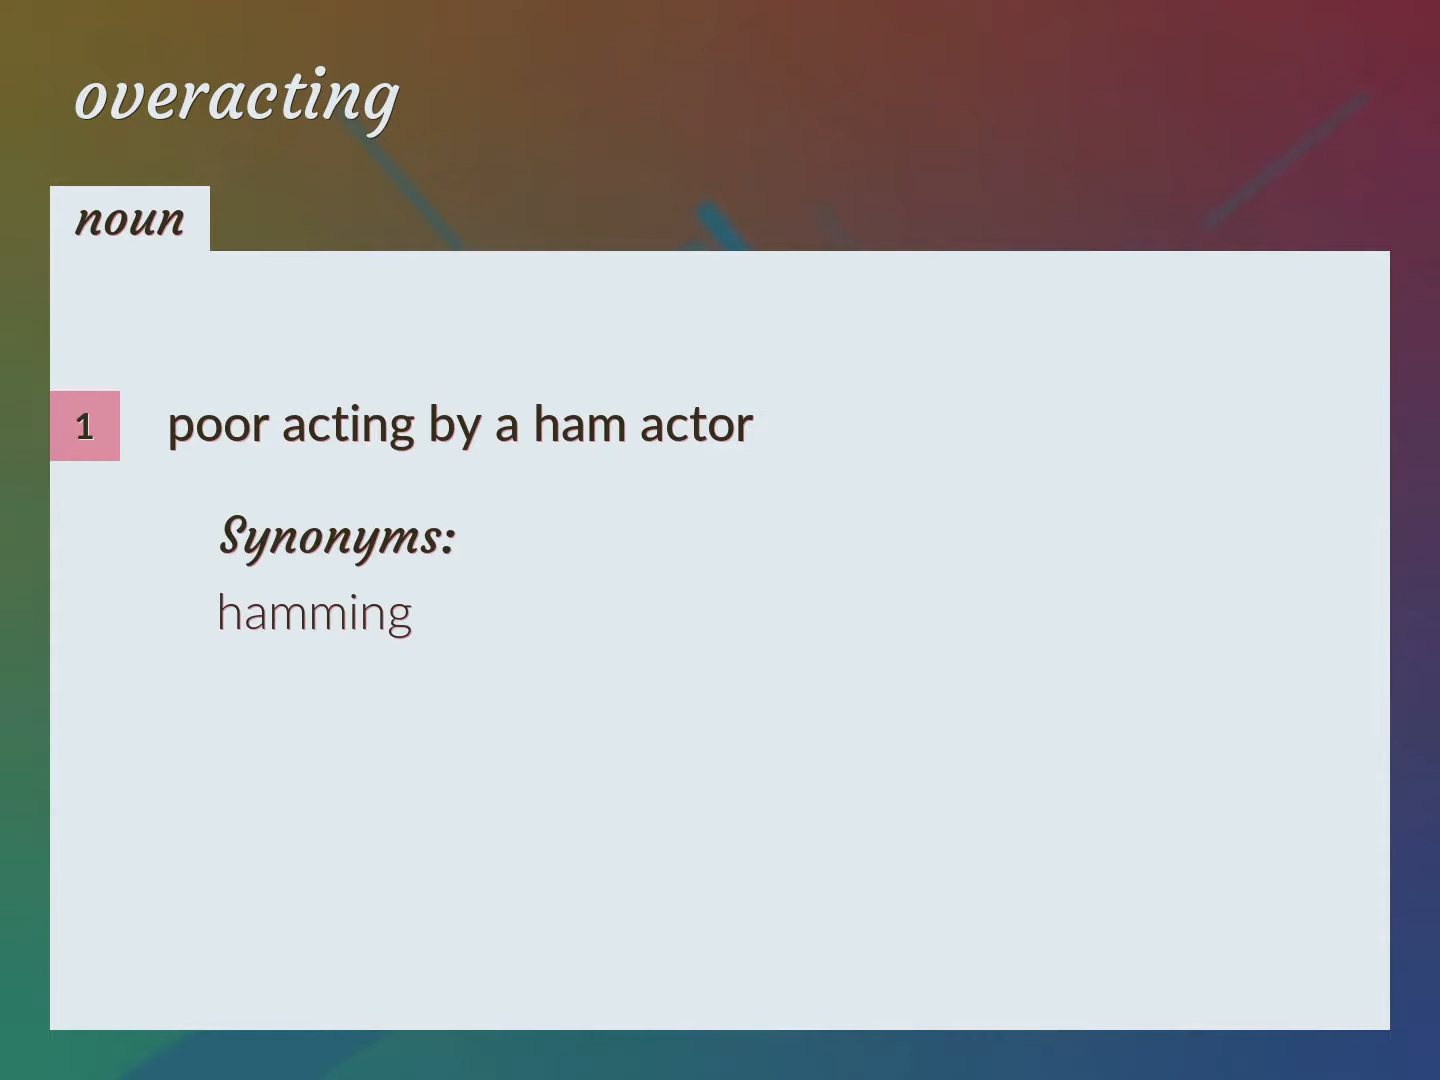 overacting
noun
1 poor acting by a ham actor
Synonyms:
hamming